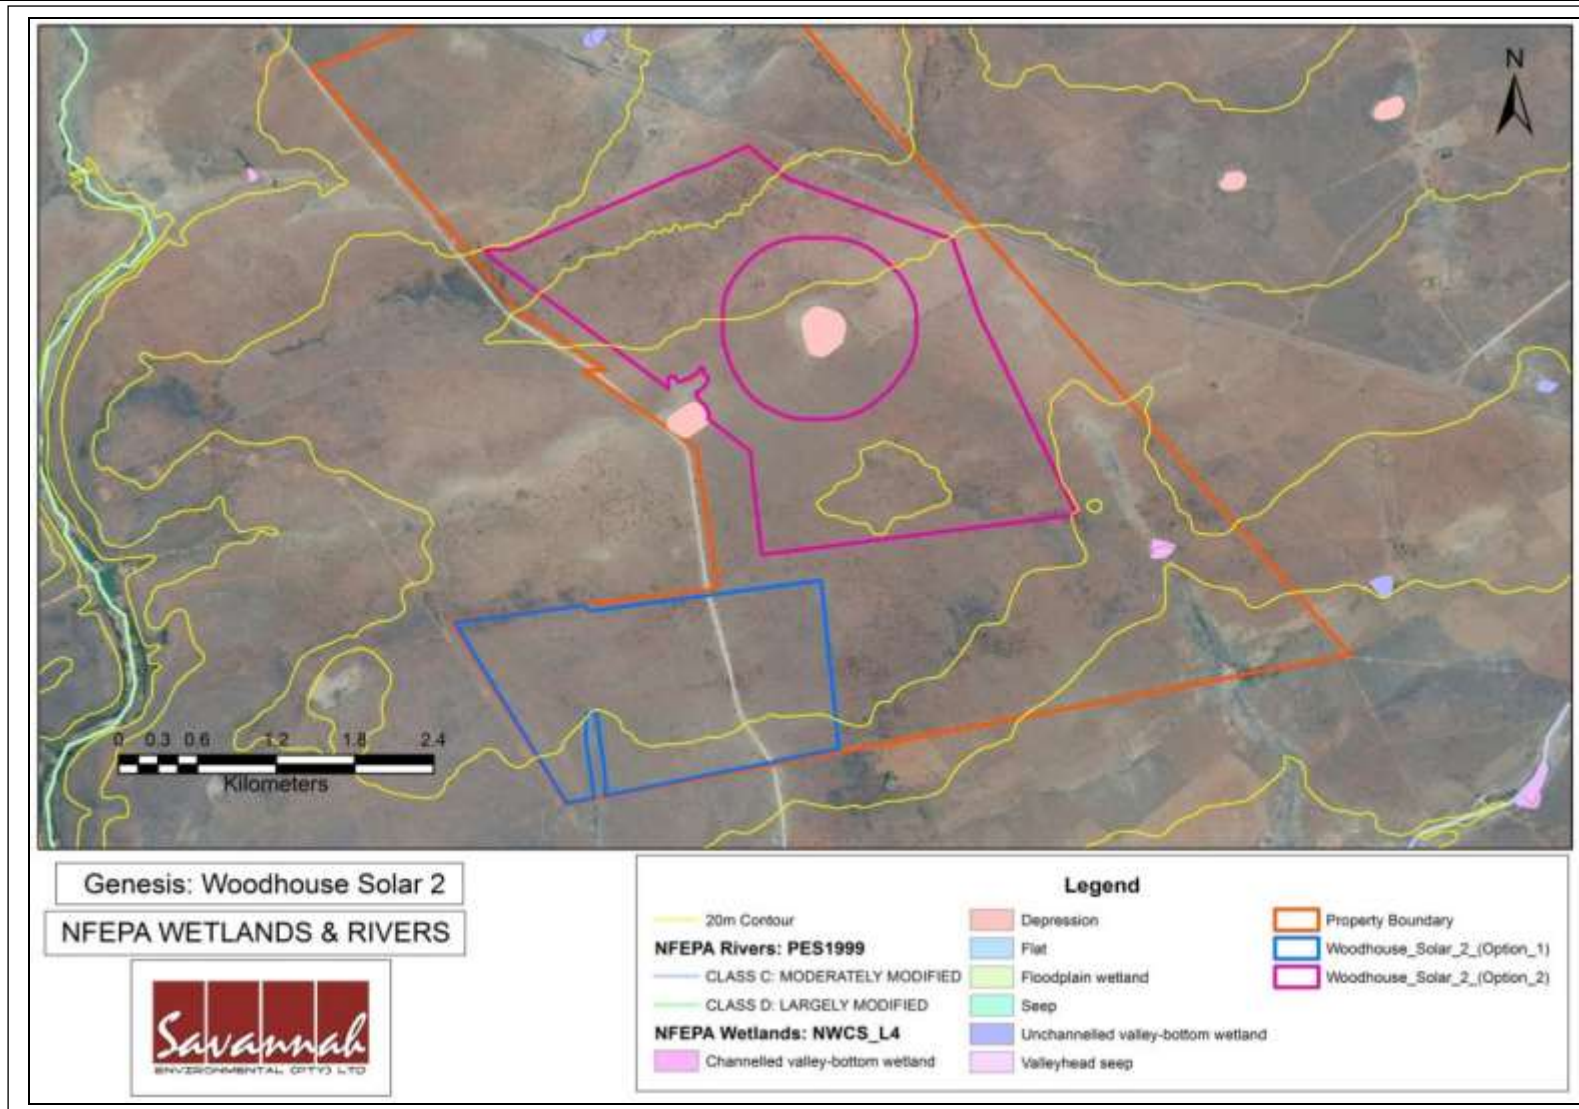 N
0 0.3 0.6 1.2 1.8 2.4
Kilometers
Genesis: Woodhouse Solar 2
NFEPA WETLANDS & RIVERS
Savannah
ENVIRONMENTAL (PTY) LTD
Legend
20m Contour
NFEPA Rivers: PES1999
CLASS C: MODERATELY MODIFIED
CLASS D: LARGELY MODIFIED
NFEPA Wetlands: NWCS_L4
Channelled valley-bottom wetland
Depression
Flat
Floodplain wetland
Seep
Unchannelled valley-bottom wetland
Valleyhead seep
Property Boundary
Woodhouse_Solar_2_(Option_1)
Woodhouse_Solar_2_(Option_2)